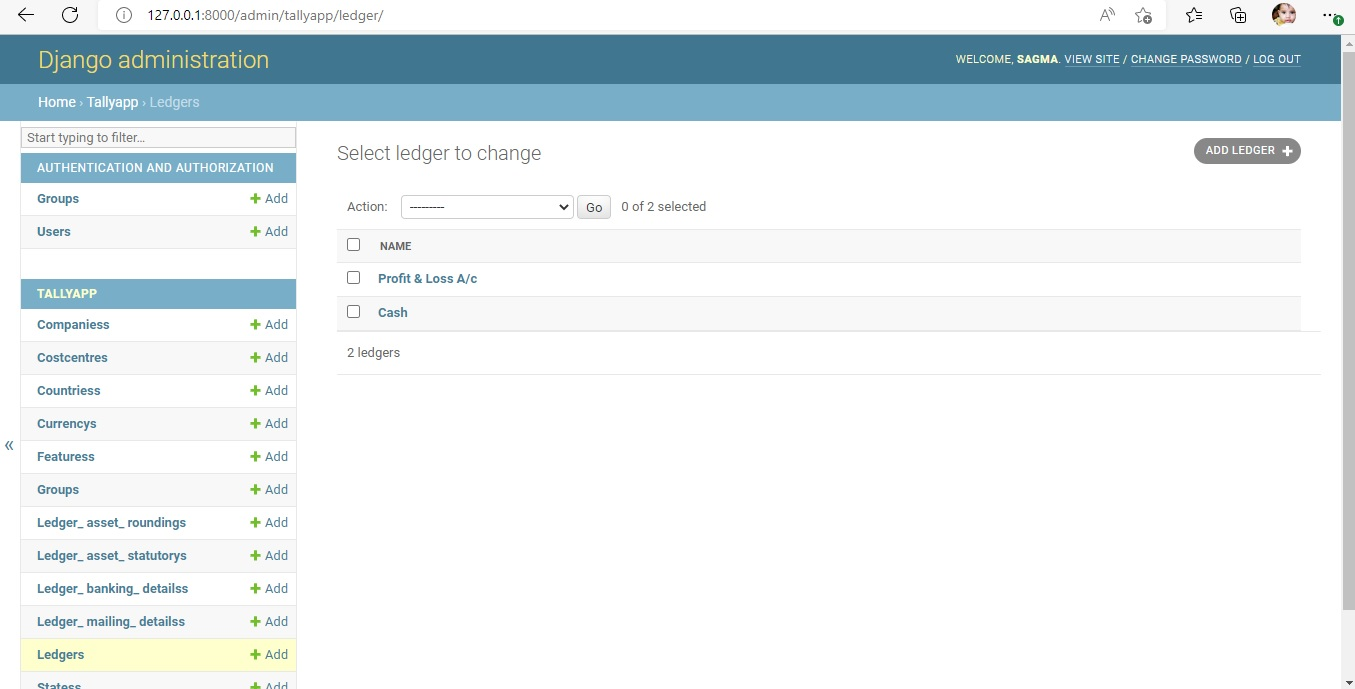 127.0.0.1:8000/admin/tallyapp/ledger/
Django administration
WELCOME, SAGMA. VIEW SITE / CHANGE PASSWORD / LOG OUT
Home › Tallyapp › Ledgers
Start typing to filter...
AUTHENTICATION AND AUTHORIZATION
Groups + Add
Users + Add
TALLYAPP
Companiess + Add
Costcentres + Add
Countriess + Add
Currencys + Add
Featuress + Add
Groups + Add
Ledger_ asset_ roundings + Add
Ledger_ asset_ statutorys + Add
Ledger_ banking_ detailss + Add
Ledger_ mailing_ detailss + Add
Ledgers + Add
Statess + Add
«
Select ledger to change
ADD LEDGER +
Action: --------- Go 0 of 2 selected
NAME
Profit & Loss A/c
Cash
2 ledgers